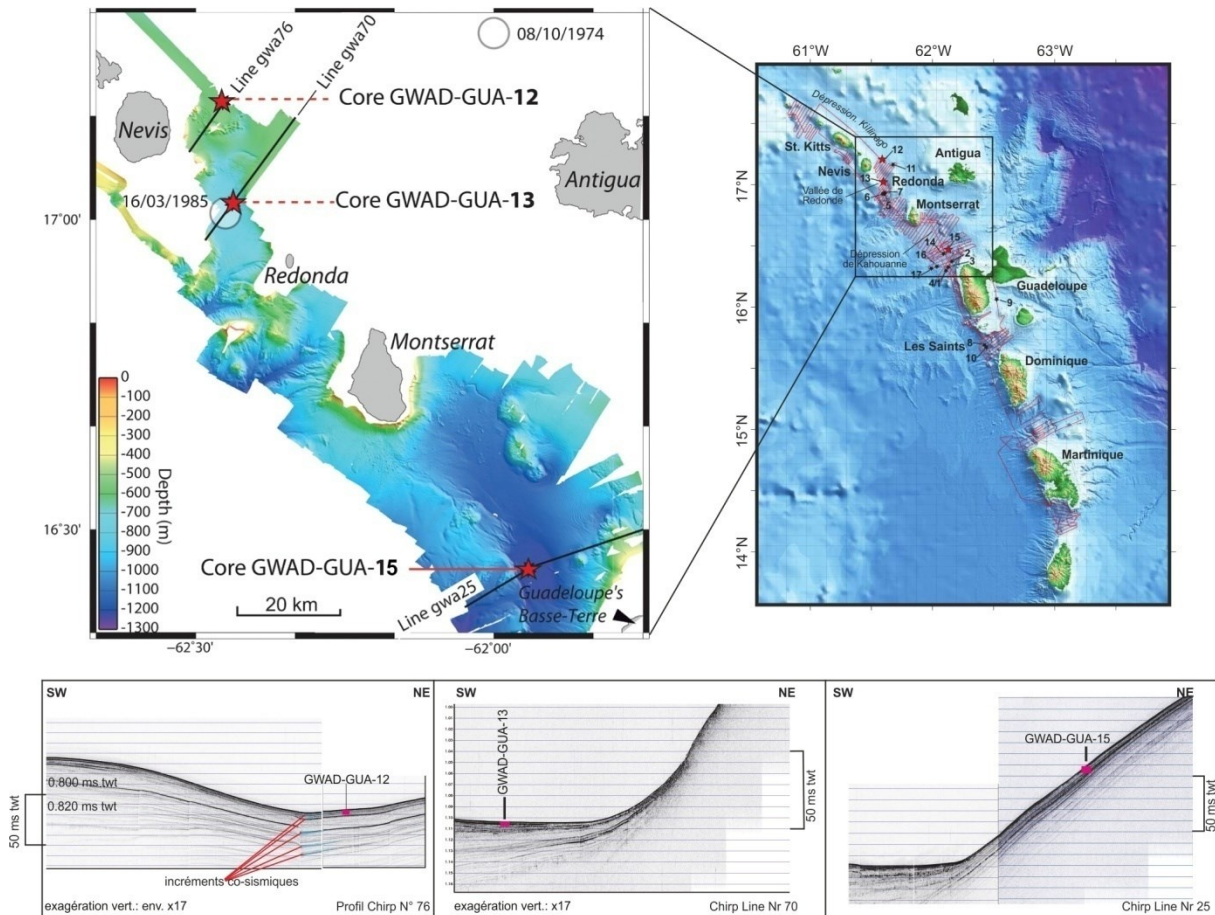 08/10/1974
Line gwa76
Line gwa70
Core GWAD-GUA-12
Nevis
Antigua
16/03/1985
Core GWAD-GUA-13
17°00'
Redonda
Montserrat
0
-100
-200
-300
-400
-500
-600
-700
-800
-900
-1000
-1100
-1200
-1300
Depth (m)
16°30'
Core GWAD-GUA-15
Line gwa25
20 km
Guadeloupe's
Basse-Terre
−62°30'
−62°00'
61°W
62°W
63°W
Dépression. Killinago
St. Kitts
12
Antigua
11
Nevis
13
Redonda
17°N
Vallée de
Redonde
6
7
5
Montserrat
14
15
Dépression
de Kahouanne
16
2
3
17
4/1
Guadeloupe
16°N
9
Les Saints
8
10
Dominique
15°N
Martinique
14°N
SW
NE
0.800 ms twt
0.820 ms twt
GWAD-GUA-12
50 ms twt
incréments co-sismiques
exagération vert.: env. x17
Profil Chirp N° 76
SW
NE
GWAD-GUA-13
50 ms twt
exagération vert.: x17
Chirp Line Nr 70
SW
NE
GWAD-GUA-15
50 ms twt
Chirp Line Nr 25